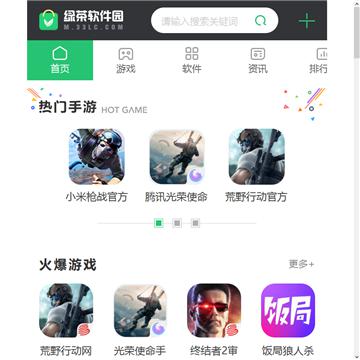 绿茶软件园
M.33LC.COM
请输入搜索关键词
首页
游戏
软件
资讯
排行
热门手游 HOT GAME
小米枪战官方
腾讯光荣使命
荒野行动官方
火爆游戏
更多+
饭局
荒野行动网
光荣使命手
终结者2审
饭局狼人杀